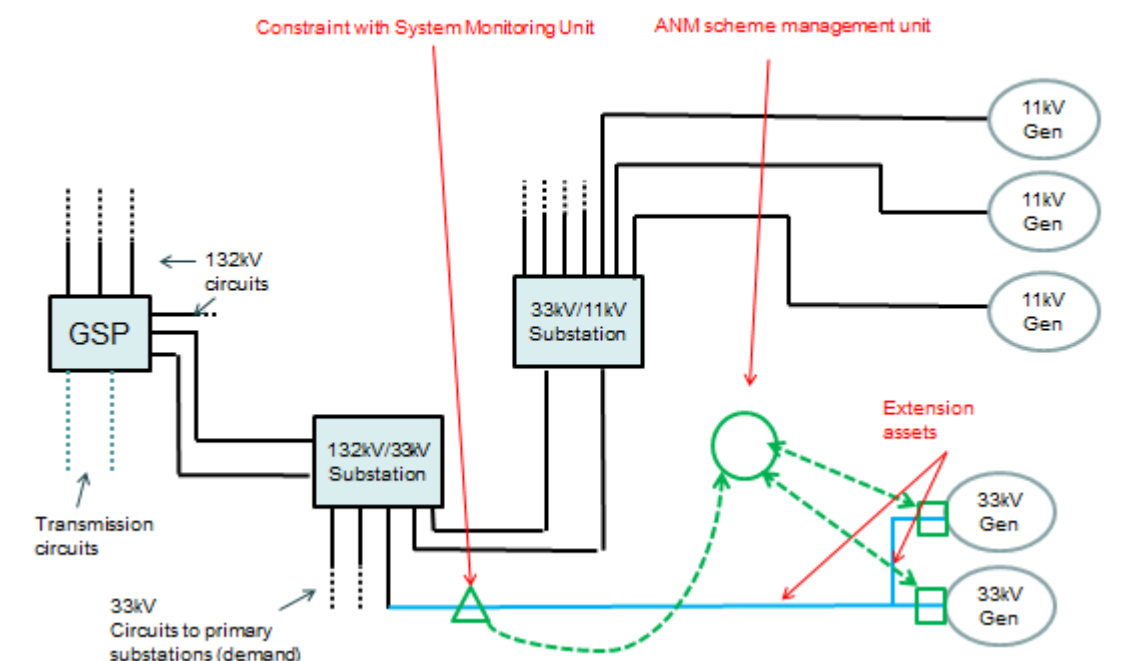 Constraint with System Monitoring Unit
ANM scheme management unit
11kV
Gen
11kV
Gen
132kV
circuits
GSP
33kV/11kV
Substation
11kV
Gen
Extension
assets
132kV/33kV
Substation
33kV
Gen
Transmission
circuits
33kV
Gen
33kV
Circuits to primary
substations (demand)